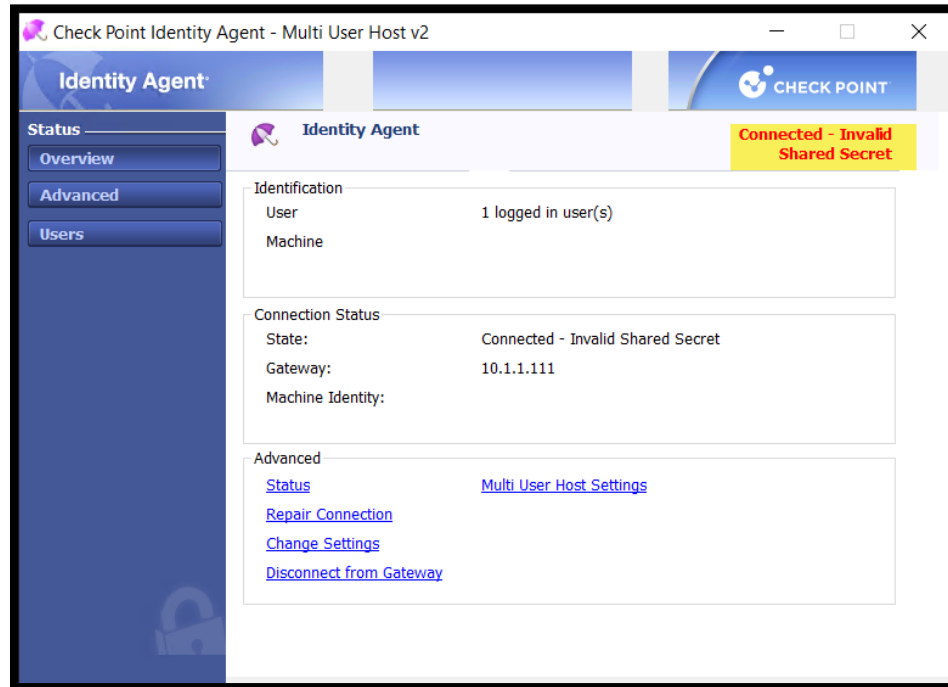 Check Point Identity Agent - Multi User Host v2
Identity Agent
CHECK POINT
Status
Overview
Advanced
Users
Identity Agent
Connected - Invalid
Shared Secret
Identification
User 1 logged in user(s)
Machine
Connection Status
State: Connected - Invalid Shared Secret
Gateway: 10.1.1.111
Machine Identity:
Advanced
Status Multi User Host Settings
Repair Connection
Change Settings
Disconnect from Gateway